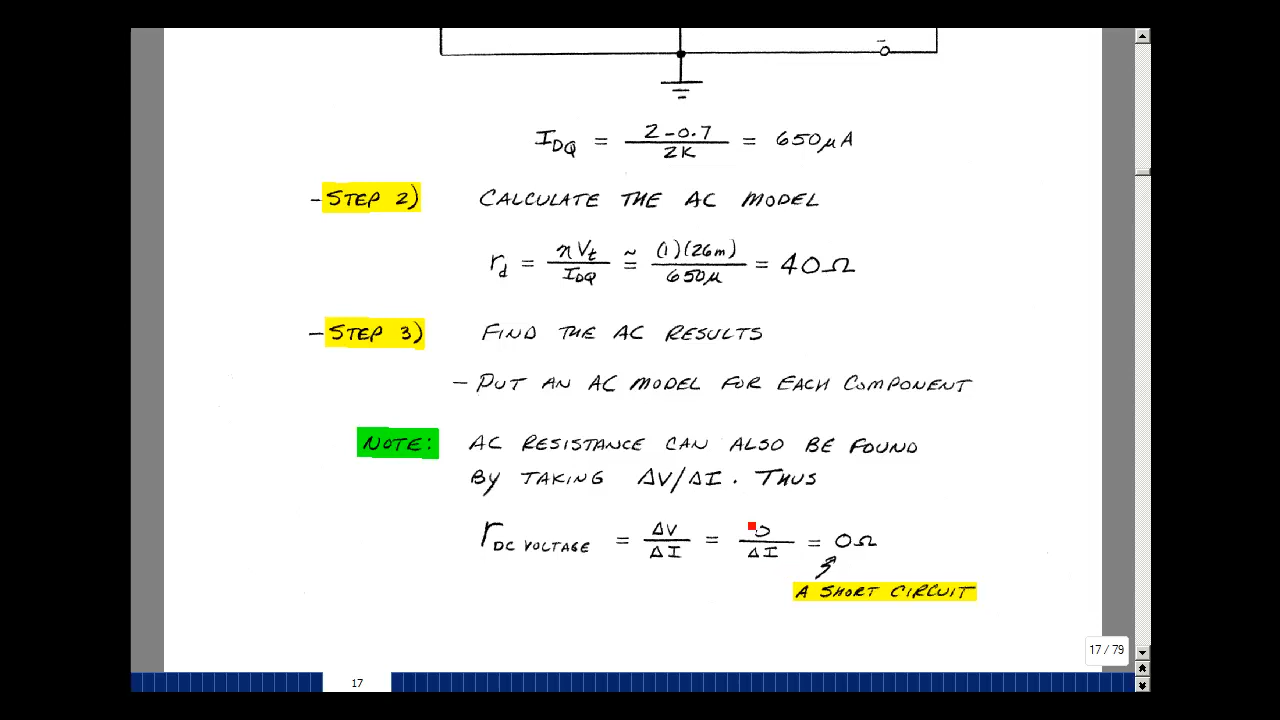 I_DQ = (2 - 0.7) / 2K = 650μA
- STEP 2) CALCULATE THE AC MODEL
r_d = ηV_t / I_DQ ≅ (1)(26m) / 650μ = 40Ω
- STEP 3) FIND THE AC RESULTS
- PUT AN AC MODEL FOR EACH COMPONENT
NOTE: AC RESISTANCE CAN ALSO BE FOUND
BY TAKING ΔV/ΔI. THUS
r_DC VOLTAGE = ΔV / ΔI = 0 / ΔI = 0Ω
A SHORT CIRCUIT
17 / 79
17